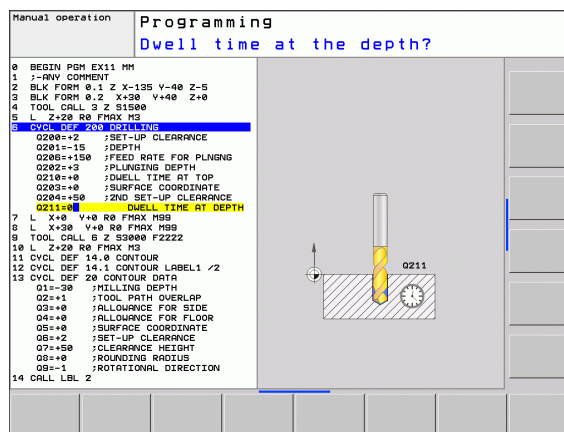 Manual operation
Programming
Dwell time at the depth?
0 BEGIN PGM EX11 MM
1 ;-ANY COMMENT
2 BLK FORM 0.1 Z X-135 Y-40 Z-5
3 BLK FORM 0.2 X+30 Y+40 Z+0
4 TOOL CALL 3 Z S1500
5 L Z+20 R0 FMAX M3
6 CYCL DEF 200 DRILLING
Q200=+2 ;SET-UP CLEARANCE
Q201=-15 ;DEPTH
Q206=+150 ;FEED RATE FOR PLNGNG
Q202=+3 ;PLUNGING DEPTH
Q210=+0 ;DWELL TIME AT TOP
Q203=+0 ;SURFACE COORDINATE
Q204=+50 ;2ND SET-UP CLEARANCE
Q211=0 DWELL TIME AT DEPTH
7 L X+0 Y+0 R0 FMAX M99
8 L X+30 Y+0 R0 FMAX M99
9 TOOL CALL 6 Z S3000 F2222
10 L Z+20 R0 FMAX M3
11 CYCL DEF 14.0 CONTOUR
12 CYCL DEF 14.1 CONTOUR LABEL1 /2
13 CYCL DEF 20 CONTOUR DATA
Q1=-30 ;MILLING DEPTH
Q2=+1 ;TOOL PATH OVERLAP
Q3=+0 ;ALLOWANCE FOR SIDE
Q4=+0 ;ALLOWANCE FOR FLOOR
Q5=+0 ;SURFACE COORDINATE
Q6=+2 ;SET-UP CLEARANCE
Q7=+50 ;CLEARANCE HEIGHT
Q8=+0 ;ROUNDING RADIUS
Q9=-1 ;ROTATIONAL DIRECTION
14 CALL LBL 2
Q211